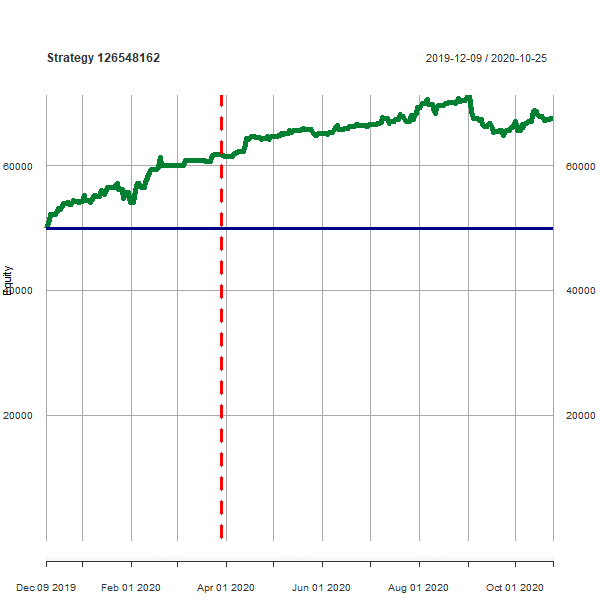 Strategy 126548162
2019-12-09 / 2020-10-25
60000
60000
Equity
40000
40000
20000
20000
Dec 09 2019
Feb 01 2020
Apr 01 2020
Jun 01 2020
Aug 01 2020
Oct 01 2020